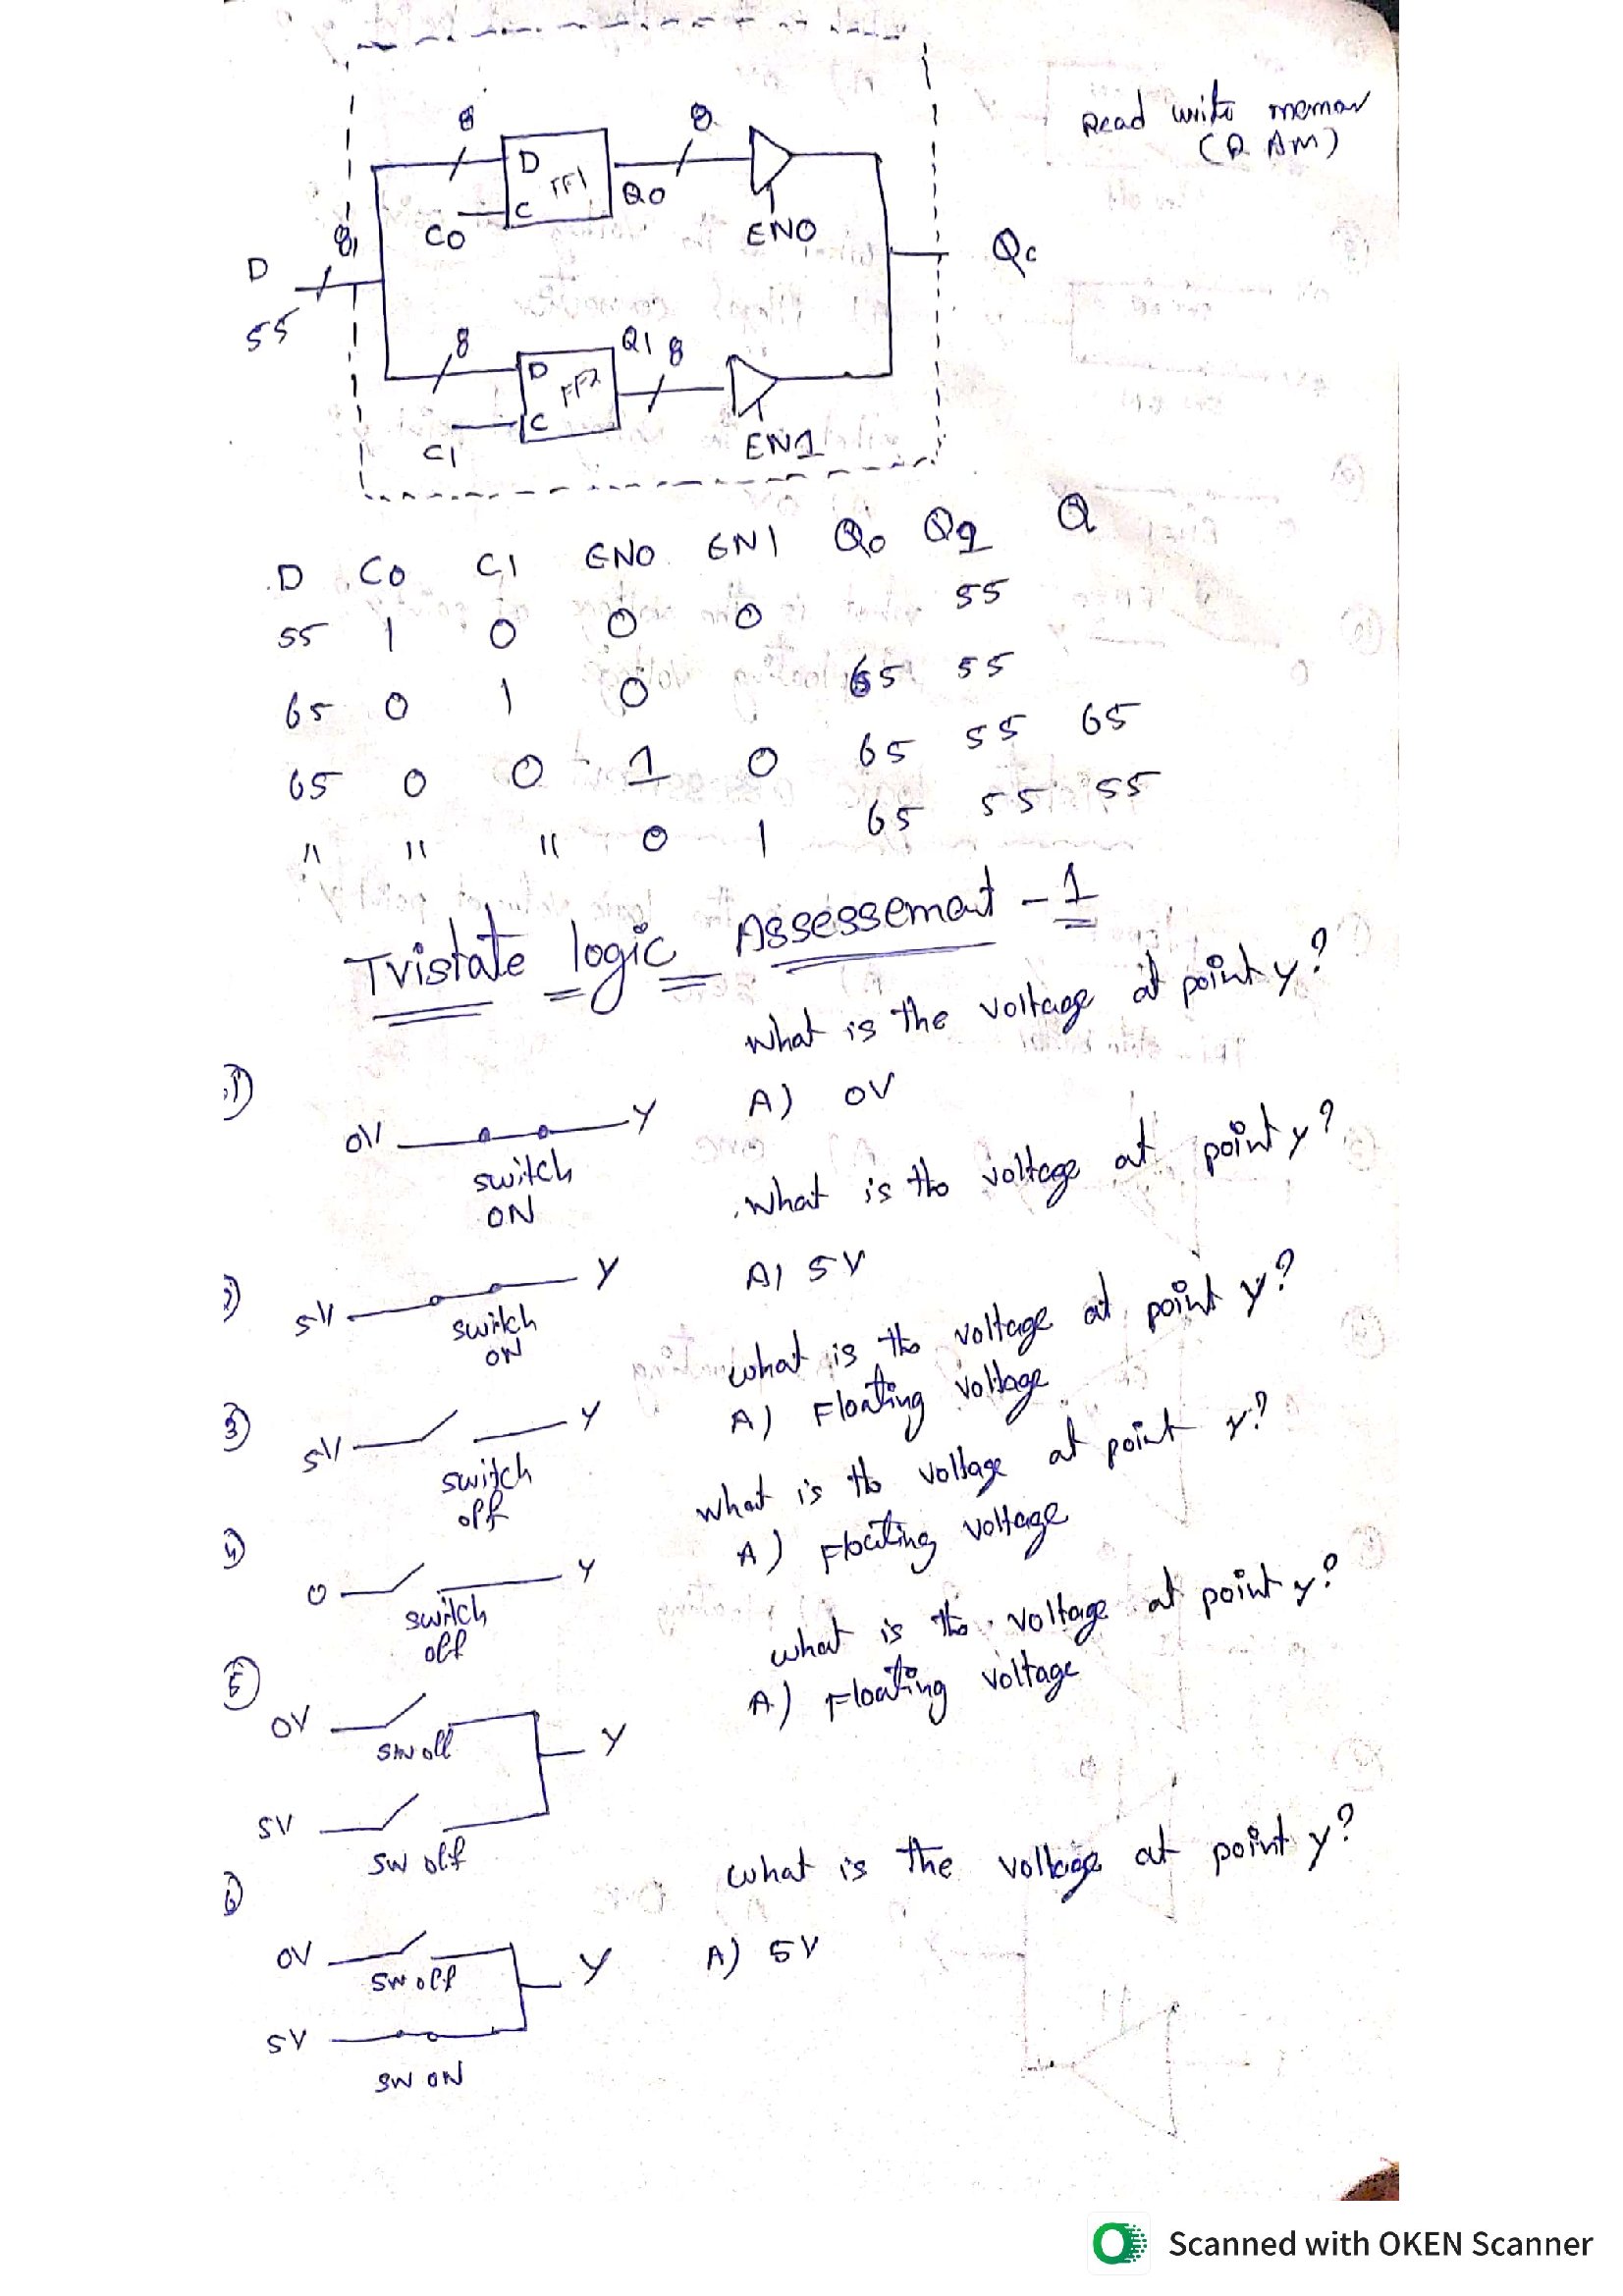 Read write memor
(RAM)
8 8
D FF1 Q0
C0 C EN0
D 8 Qc
55
8 Q1 8
D FF2
C1 C EN1
D C0 C1 EN0 EN1 Q0 Q1 Q
55 1 0 0 0 55
65 0 1 0 65 55
65 0 0 1 0 65 55 65
" " " 0 1 65 55 55
Tristate logic Assessement - 1
1) What is the voltage at point y?
0V Y A) 0V
switch
ON
2) What is the voltage at point y?
5V Y A) 5V
switch
ON
3) what is the voltage at point y?
5V Y A) Floating voltage
switch
off
4) what is the voltage at point y?
0 Y A) Floating voltage
switch
off
5) what is the voltage at point y?
0V Y A) Floating voltage
sw off
5V
sw off
6) what is the voltage at point y?
0V Y A) 5V
sw off
5V
sw ON
Scanned with OKEN Scanner